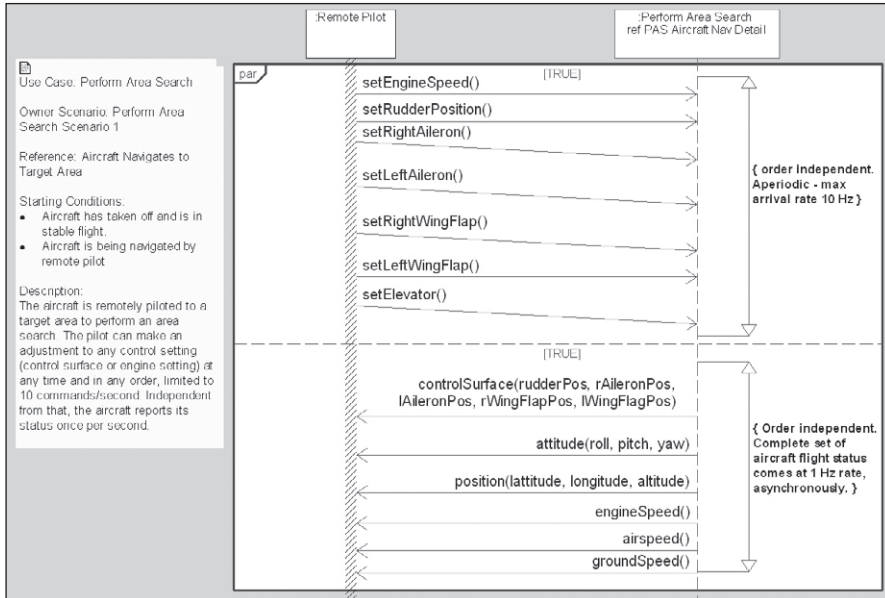 :Remote Pilot
:Perform Area Search
ref PAS Aircraft Nav Detail
Use Case: Perform Area Search
Owner Scenario: Perform Area
Search Scenario 1
Reference: Aircraft Navigates to
Target Area
Starting Conditions:
• Aircraft has taken off and is in
stable flight.
• Aircraft is being navigated by
remote pilot
Description:
The aircraft is remotely piloted to a
target area to perform an area
search. The pilot can make an
adjustment to any control setting
(control surface or engine setting) at
any time and in any order, limited to
10 commands/second. Independent
from that, the aircraft reports its
status once per second.
par
[TRUE]
setEngineSpeed()
setRudderPosition()
setRightAileron()
setLeftAileron()
setRightWingFlap()
setLeftWingFlap()
setElevator()
{ order Independent.
Aperiodic - max
arrival rate 10 Hz }
[TRUE]
controlSurface(rudderPos, rAileronPos,
lAileronPos, rWingFlapPos, lWingFlagPos)
attitude(roll, pitch, yaw)
position(lattitude, longitude, altitude)
engineSpeed()
airspeed()
groundSpeed()
{ Order independent.
Complete set of
aircraft flight status
comes at 1 Hz rate,
asynchronously. }